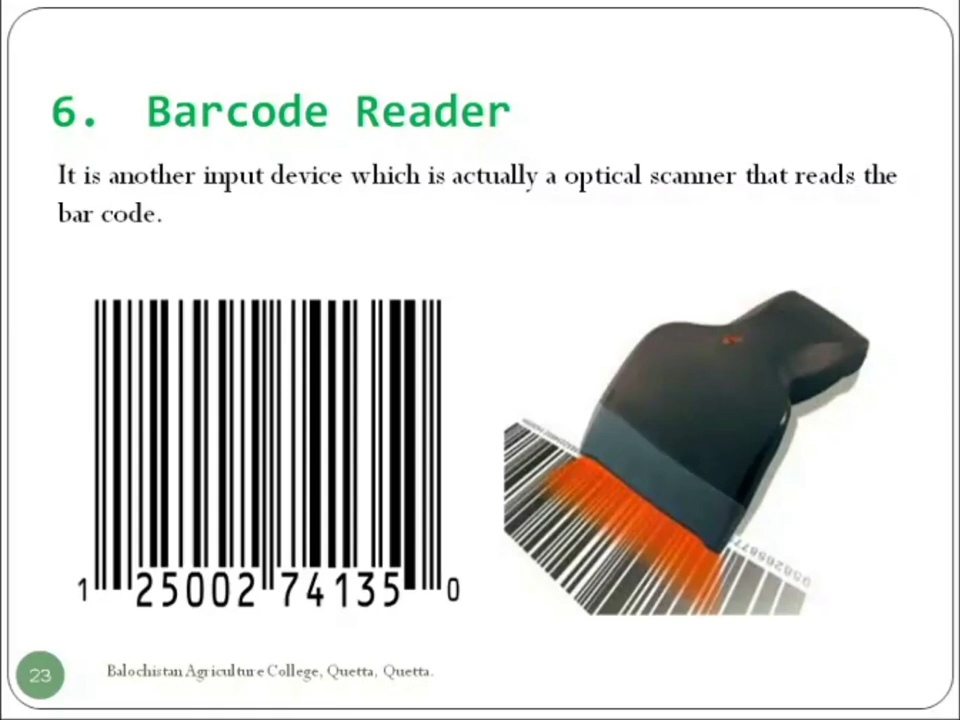 6. Barcode Reader
It is another input device which is actually a optical scanner that reads the
bar code.
1 25002 74135 0
23
Balochistan Agriculture College, Quetta, Quetta.